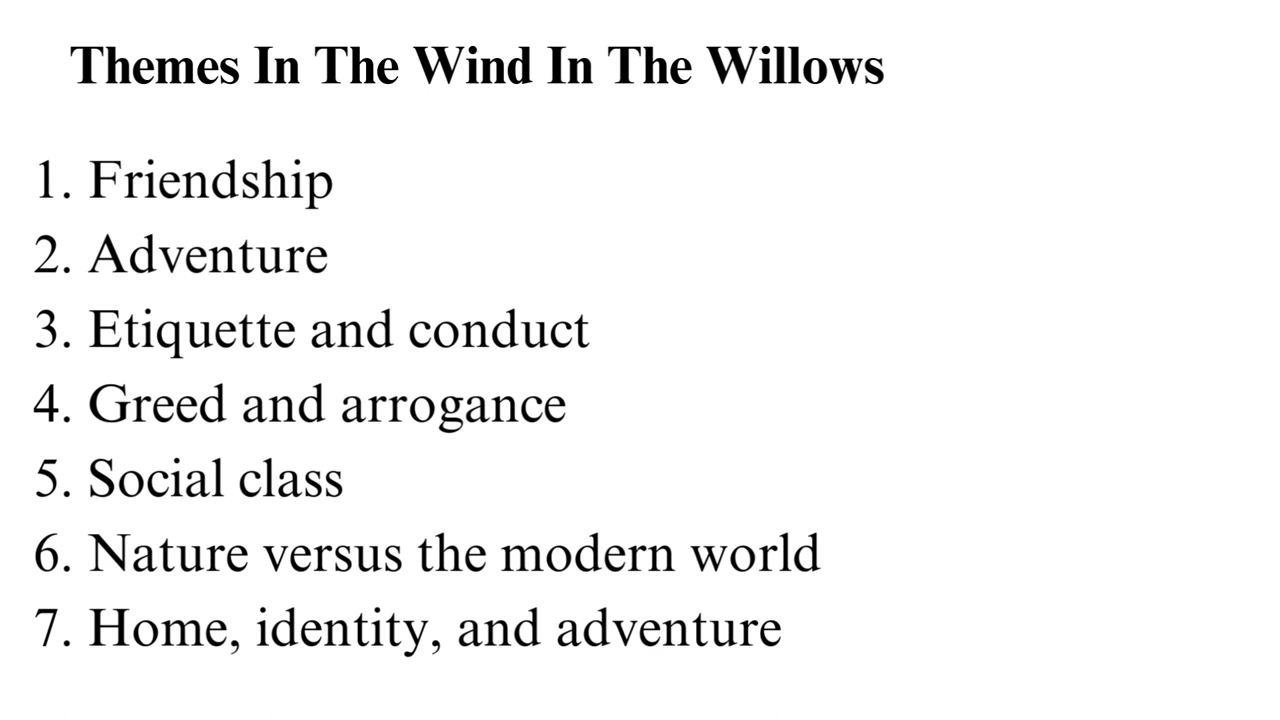 Themes In The Wind In The Willows
1. Friendship
2. Adventure
3. Etiquette and conduct
4. Greed and arrogance
5. Social class
6. Nature versus the modern world
7. Home, identity, and adventure